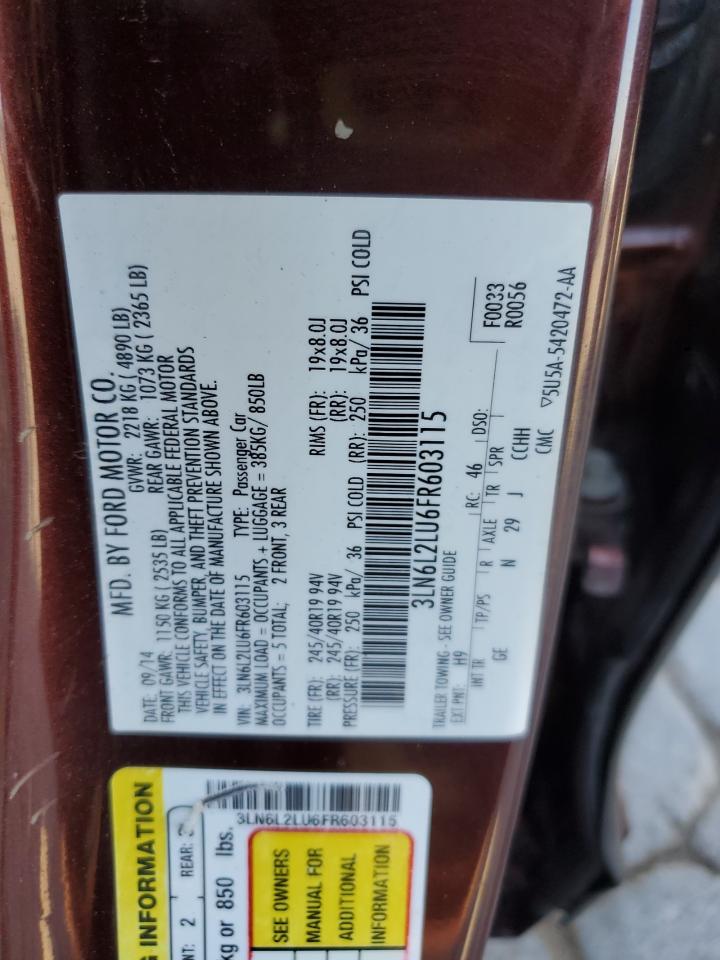 MFD. BY FORD MOTOR CO.
DATE: 09/14 GVWR: 2218 KG ( 4890 LB)
FRONT GAWR: 1150 KG ( 2535 LB) REAR GAWR: 1073 KG ( 2365 LB)
THIS VEHICLE CONFORMS TO ALL APPLICABLE FEDERAL MOTOR
VEHICLE SAFETY, BUMPER, AND THEFT PREVENTION STANDARDS
IN EFFECT ON THE DATE OF MANUFACTURE SHOWN ABOVE.
VIN: 3LN6L2LU6FR603115 TYPE: Passenger Car
MAXIMUM LOAD = OCCUPANTS + LUGGAGE = 385KG/ 850LB
OCCUPANTS = 5 TOTAL; 2 FRONT, 3 REAR
TIRE (FR): 245/40R19 94V RIMS (FR): 19x8.0J
(RR): 245/40R19 94V (RR): 19x8.0J
PRESSURE (FR): 250 kPa/ 36 PSI COLD (RR): 250 kPa/ 36 PSI COLD
3LN6L2LU6FR603115
TRAILER TOWING - SEE OWNER GUIDE
EXT PNT: H9 RC: 46 DSO: F0033
R0056
INT TR TP/PS R AXLE TR SPR
GE N 29 J CCHH
CMC ▽5U5A-5420472-AA
G INFORMATION
NT: 2 REAR:
kg or 850 lbs.
3LN6L2LU6FR603115
SEE OWNERS
MANUAL FOR
ADDITIONAL
INFORMATION